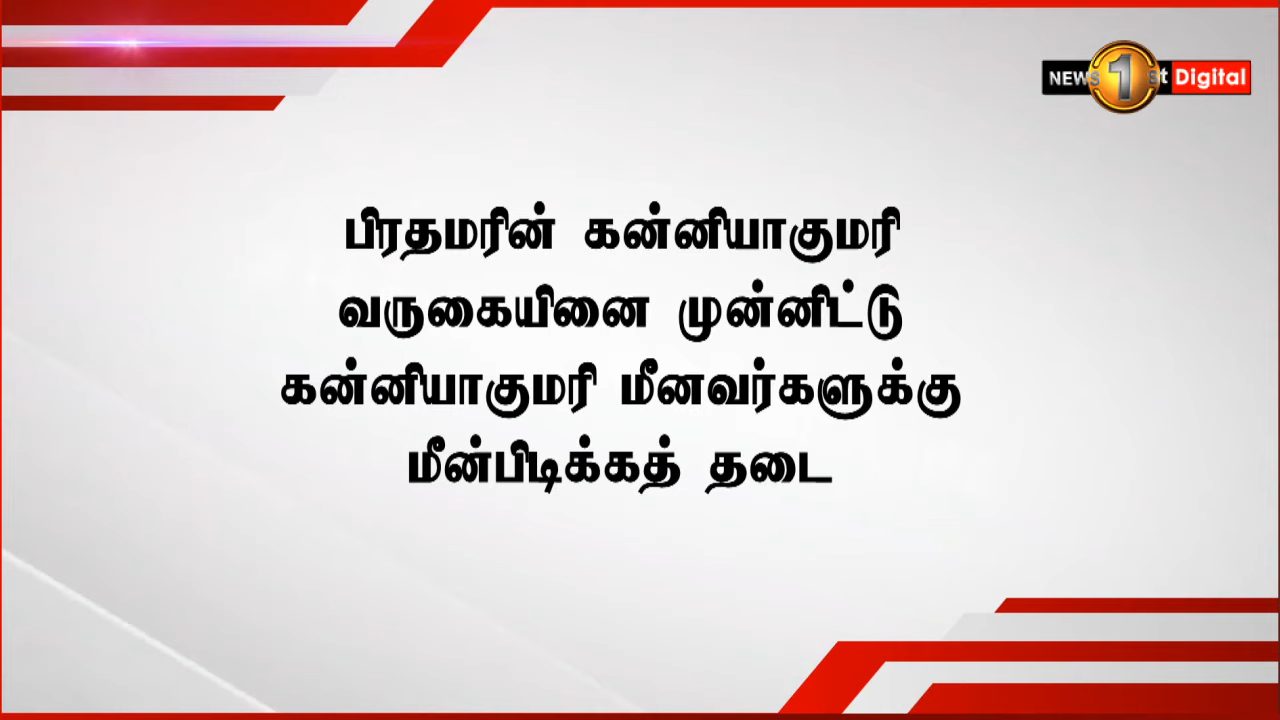 NEWS 1st Digital
பிரதமரின் கன்னியாகுமரி
வருகையினை முன்னிட்டு
கன்னியாகுமரி மீனவர்களுக்கு
மீன்பிடிக்கத் தடை